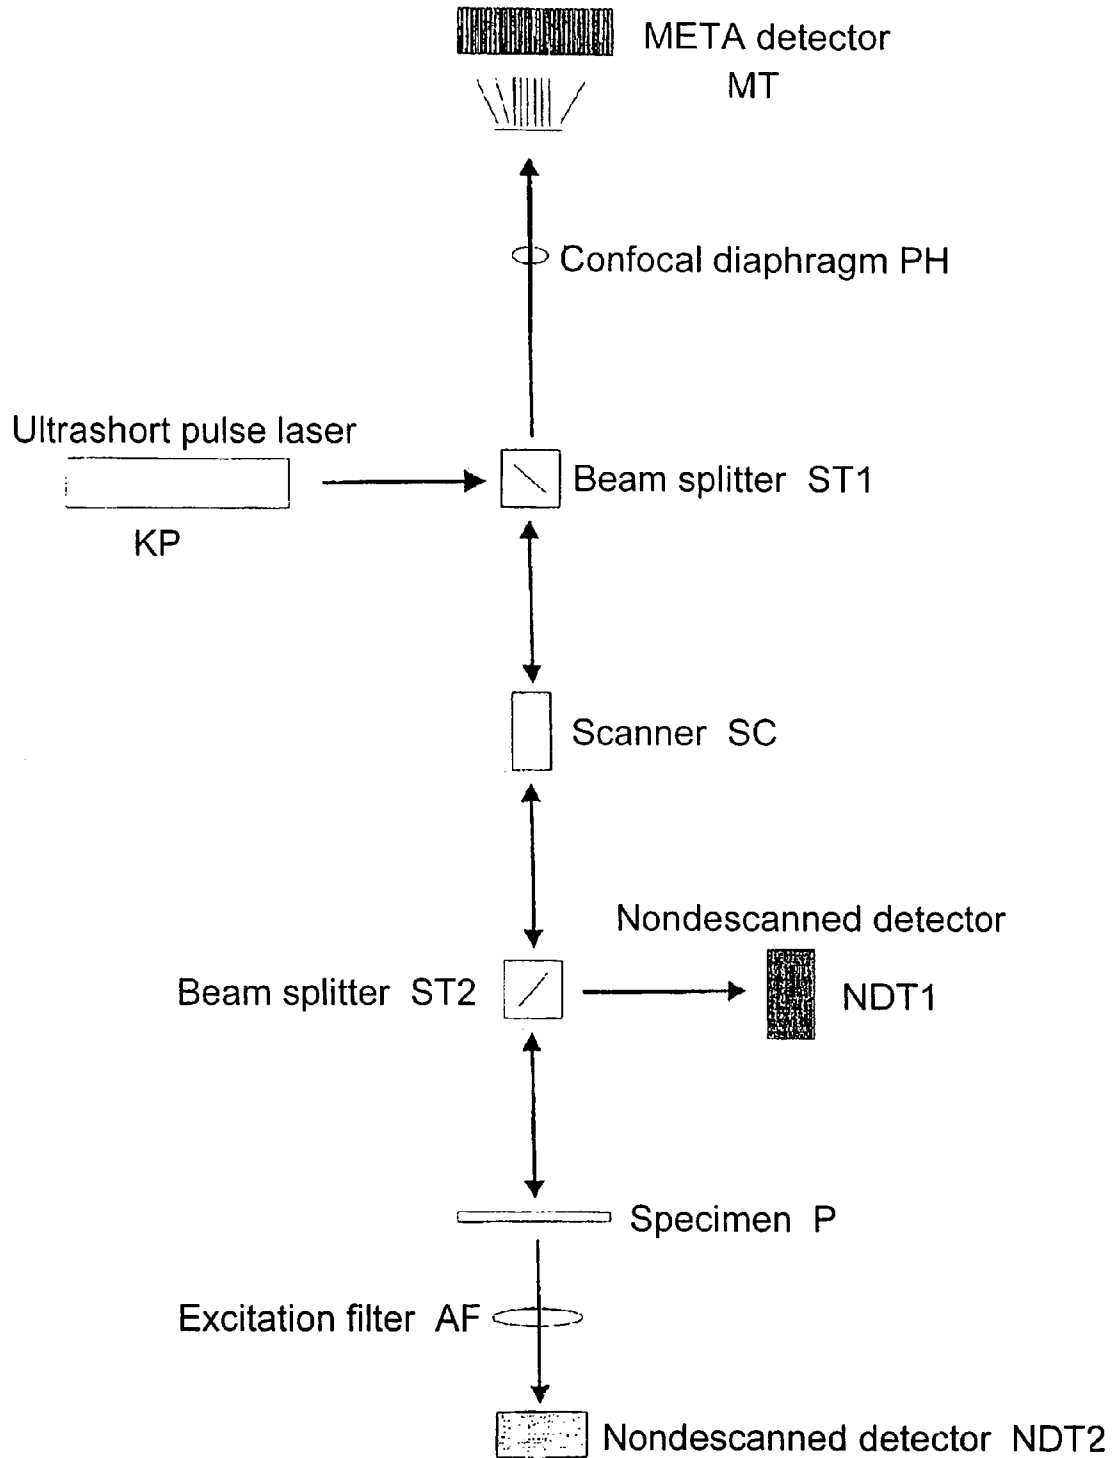 META detector
MT
Confocal diaphragm PH
Ultrashort pulse laser
Beam splitter ST1
KP
Scanner SC
Nondescanned detector
Beam splitter ST2
NDT1
Specimen P
Excitation filter AF
Nondescanned detector NDT2